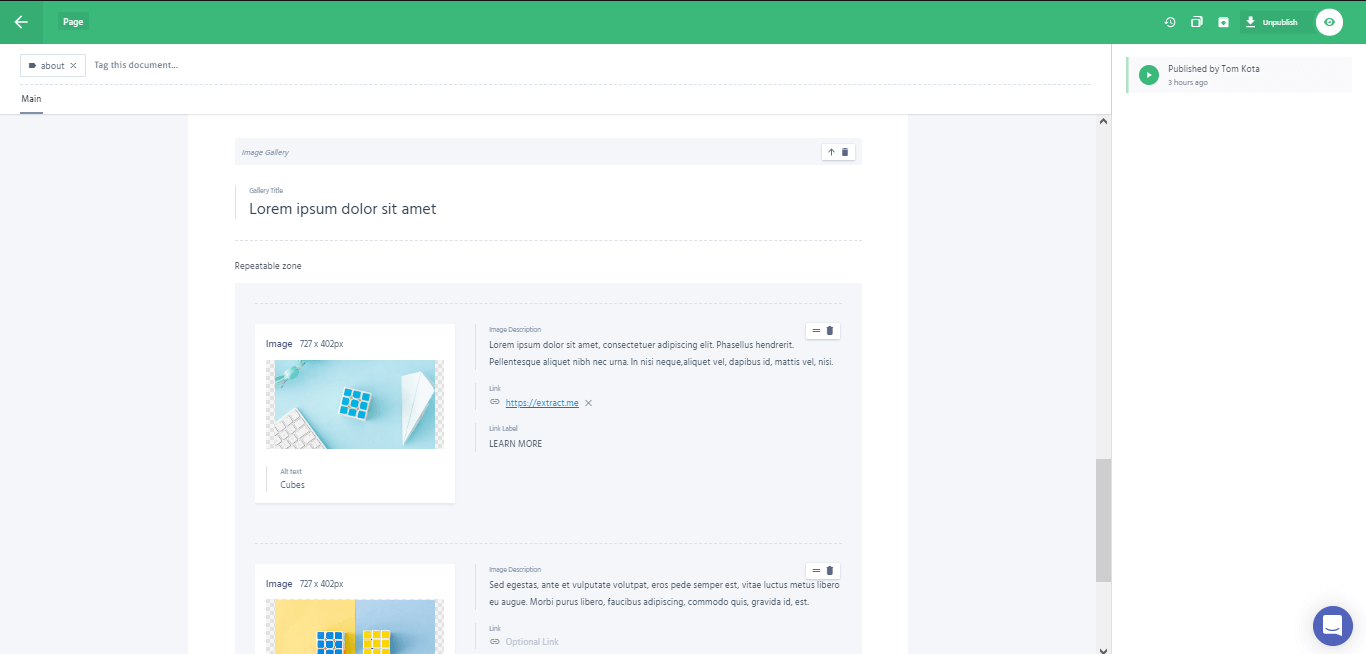 Page
Unpublish
about
Tag this document...
Published by Tom Kota
3 hours ago
Main
Image Gallery
Gallery Title
Lorem ipsum dolor sit amet
Repeatable zone
Image 727 x 402px
Alt text
Cubes
Image Description
Lorem ipsum dolor sit amet, consectetuer adipiscing elit. Phasellus hendrerit.
Pellentesque aliquet nibh nec urna. In nisi neque,aliquet vel, dapibus id, mattis vel, nisi.
Link
https://extract.me
Link Label
LEARN MORE
Image 727 x 402px
Image Description
Sed egestas, ante et vulputate volutpat, eros pede semper est, vitae luctus metus libero
eu augue. Morbi purus libero, faucibus adipiscing, commodo quis, gravida id, est.
Link
Optional Link